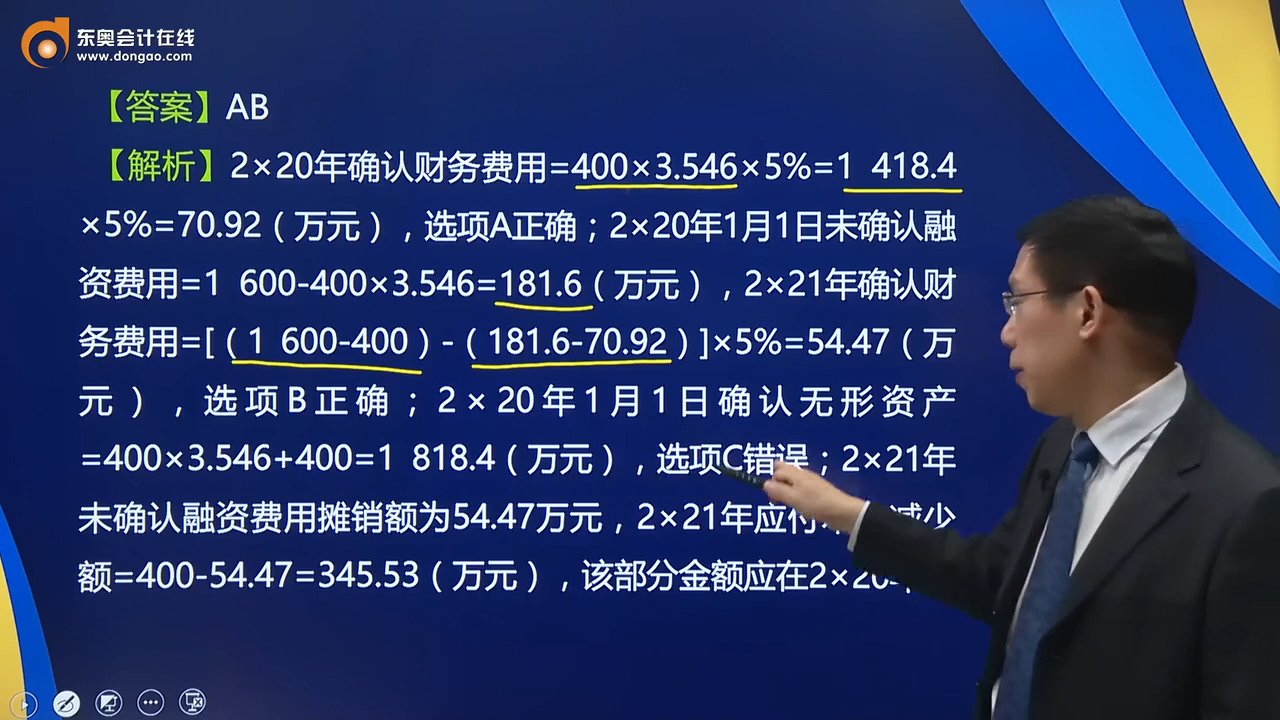 东奥会计在线
www.dongao.com
【答案】AB
【解析】2×20年确认财务费用=400×3.546×5%=1 418.4
×5%=70.92（万元），选项A正确；2×20年1月1日未确认融
资费用=1 600-400×3.546=181.6（万元），2×21年确认财
务费用=[（1 600-400）-（181.6-70.92）]×5%=54.47（万
元），选项B正确；2×20年1月1日确认无形资产
=400×3.546+400=1 818.4（万元），选项C错误；2×21年
未确认融资费用摊销额为54.47万元，2×21年应付 减少
额=400-54.47=345.53（万元），该部分金额应在2×20